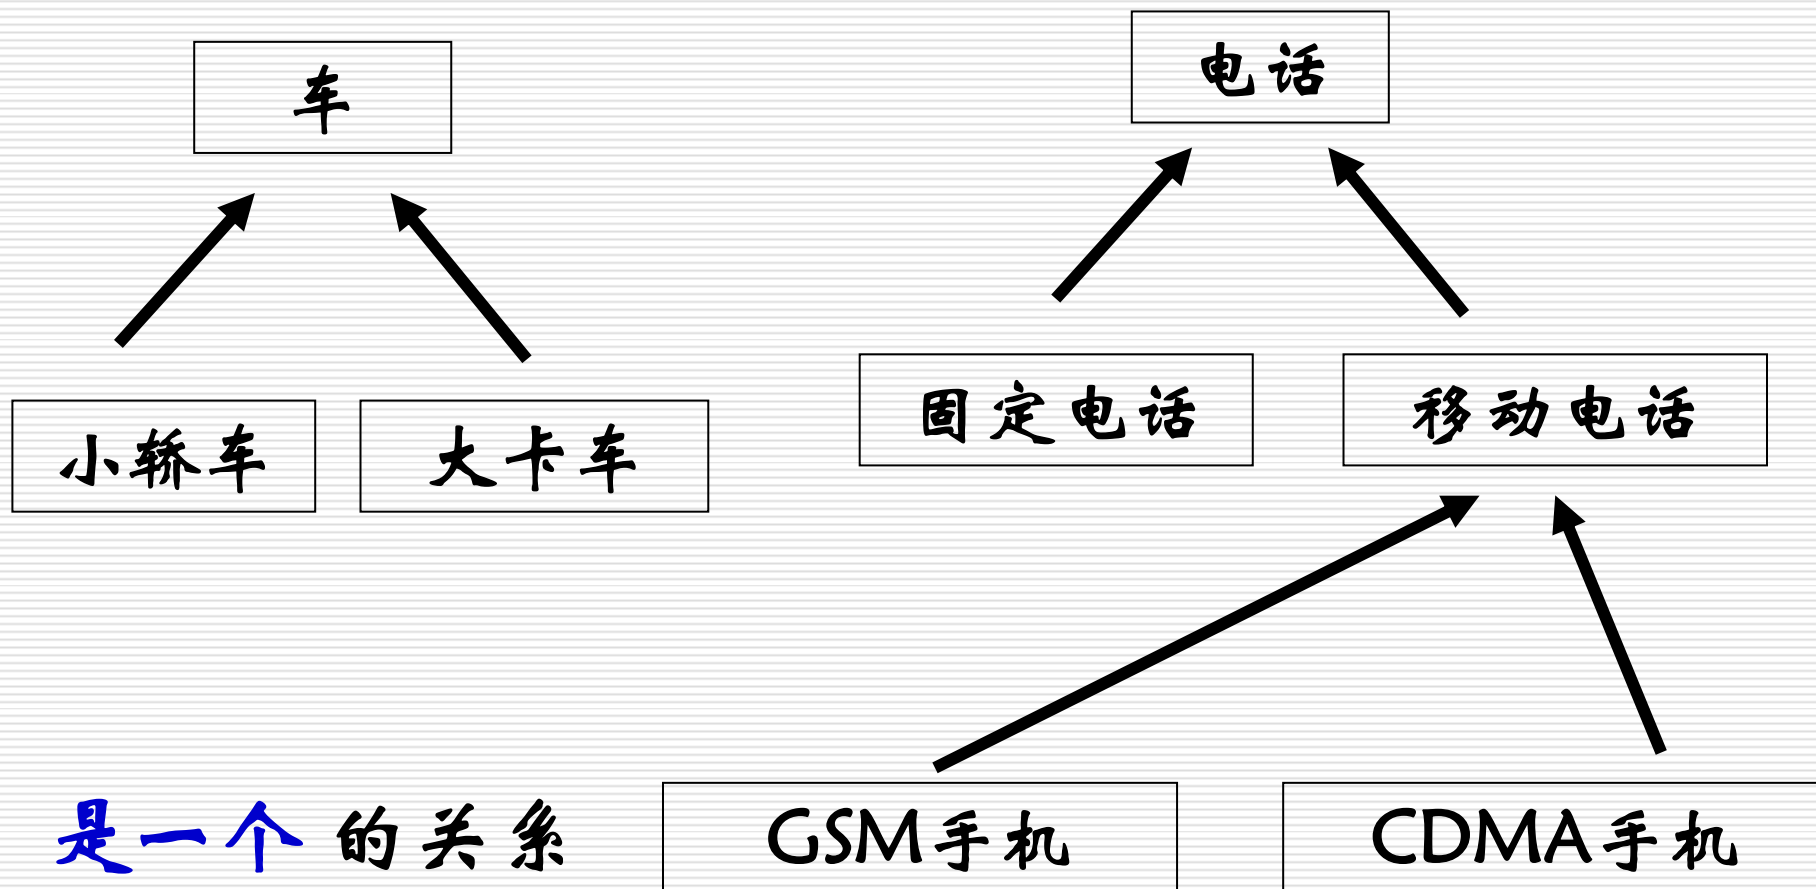 车
电话
小轿车
大卡车
固定电话
移动电话
是一个 的关系
GSM手机
CDMA手机